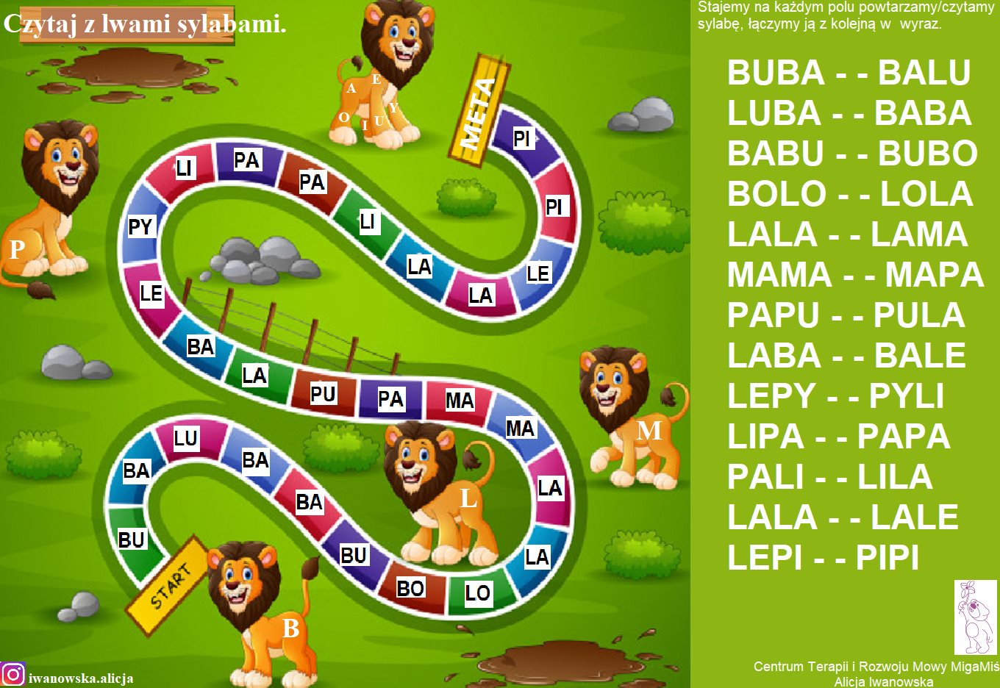 Czytaj z lwami sylabami.
A
E
O
I
U
Y
META
P
PI
PI
LE
LA
LA
LI
PA
PA
LI
PY
LE
BA
LA
PU
PA
MA
MA
LA
LA
LO
BO
BU
BA
BA
LU
BA
BU
START
M
L
B
iwanowska.alicja
Stajemy na każdym polu powtarzamy/czytamy
sylabę, łączymy ją z kolejną w wyraz.
BUBA - - BALU
LUBA - - BABA
BABU - - BUBO
BOLO - - LOLA
LALA - - LAMA
MAMA - - MAPA
PAPU - - PULA
LABA - - BALE
LEPY - - PYLI
LIPA - - PAPA
PALI - - LILA
LALA - - LALE
LEPI - - PIPI
Centrum Terapii i Rozwoju Mowy MigaMiś
Alicja Iwanowska